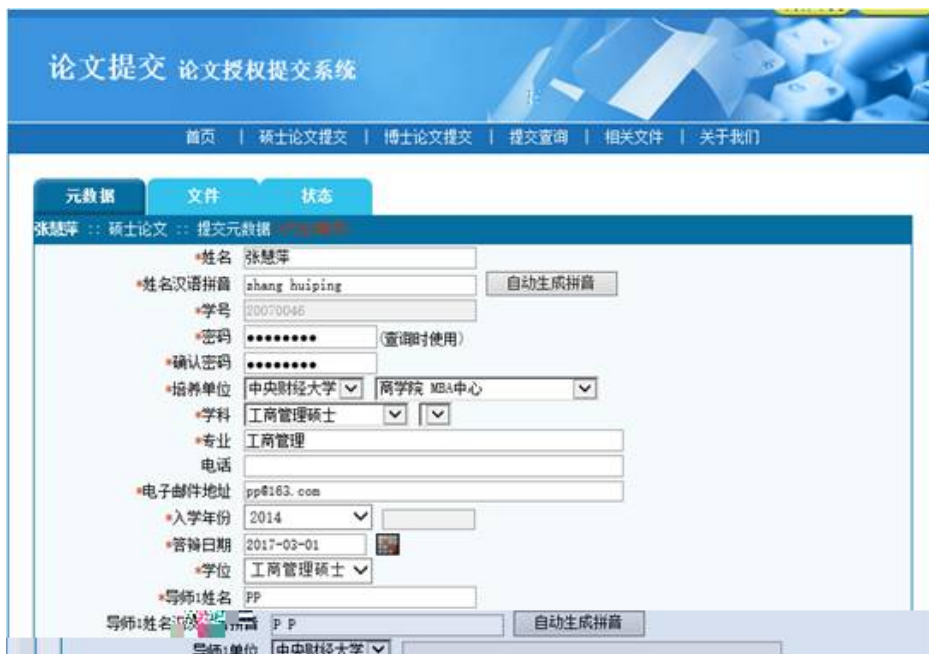 论文提交 论文授权提交系统
首页 | 硕士论文提交 | 博士论文提交 | 提交查询 | 相关文件 | 关于我们
元数据 文件 状态
张慧萍 :: 硕士论文 :: 提交元数据
*姓名 张慧萍
*姓名汉语拼音 zhang huiping 自动生成拼音
*学号 20070046
*密码 •••••••• (查询时使用)
*确认密码 ••••••••
*培养单位 中央财经大学 商学院 MBA中心
*学科 工商管理硕士
*专业 工商管理
电话
*电子邮件地址 pp@163.com
*入学年份 2014
*答辩日期 2017-03-01
*学位 工商管理硕士
*导师1姓名 PP
导师1姓名 音 P P 自动生成拼音
导师1单位 中央财经大学